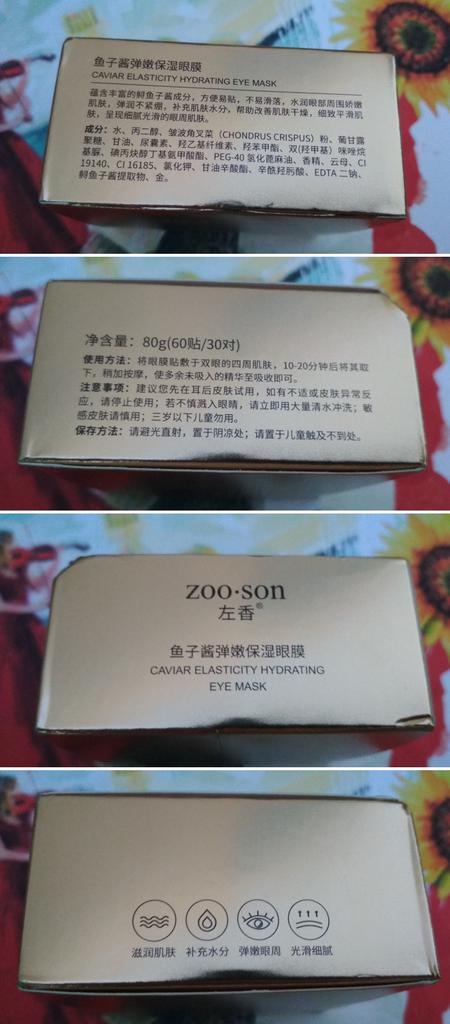 鱼子酱弹嫩保湿眼膜
CAVIAR ELASTICITY HYDRATING EYE MASK
蕴含丰富的鲟鱼子酱成分，方便易贴，不易滑落，水润眼部周围娇嫩
肌肤，弹润不紧绷，补充肌肤水分，帮助改善肌肤干燥，细致平滑肌
肤，呈现细腻光滑的眼周肌肤。
成分：水、丙二醇、皱波角叉菜（CHONDRUS CRISPUS）粉、葡甘露
聚糖、甘油、尿囊素、羟乙基纤维素、羟苯甲酯、双(羟甲基）咪唑烷
基脲、碘丙炔醇丁基氨甲酸酯、PEG-40 氢化蓖麻油、香精、云母、CI
19140、CI 16185、氯化钾、甘油辛酸酯、辛酰羟肟酸、EDTA 二钠、
鲟鱼子酱提取物、金。
净含量：80g(60贴/30对)
使用方法：将眼膜贴敷于双眼的四周肌肤，10-20分钟后将其取
下，稍加按摩，使多余未吸入的精华至吸收即可。
注意事项：建议您先在耳后皮肤试用，如有不适或皮肤异常反
应，请停止使用；若不慎溅入眼睛，请立即用大量清水冲洗；敏
感皮肤请慎用；三岁以下儿童勿用。
保存方法：请避光直射，置于阴凉处；请置于儿童触及不到处。
zoo·son
左香®
鱼子酱弹嫩保湿眼膜
CAVIAR ELASTICITY HYDRATING
EYE MASK
滋润肌肤 补充水分 弹嫩眼周 光滑细腻